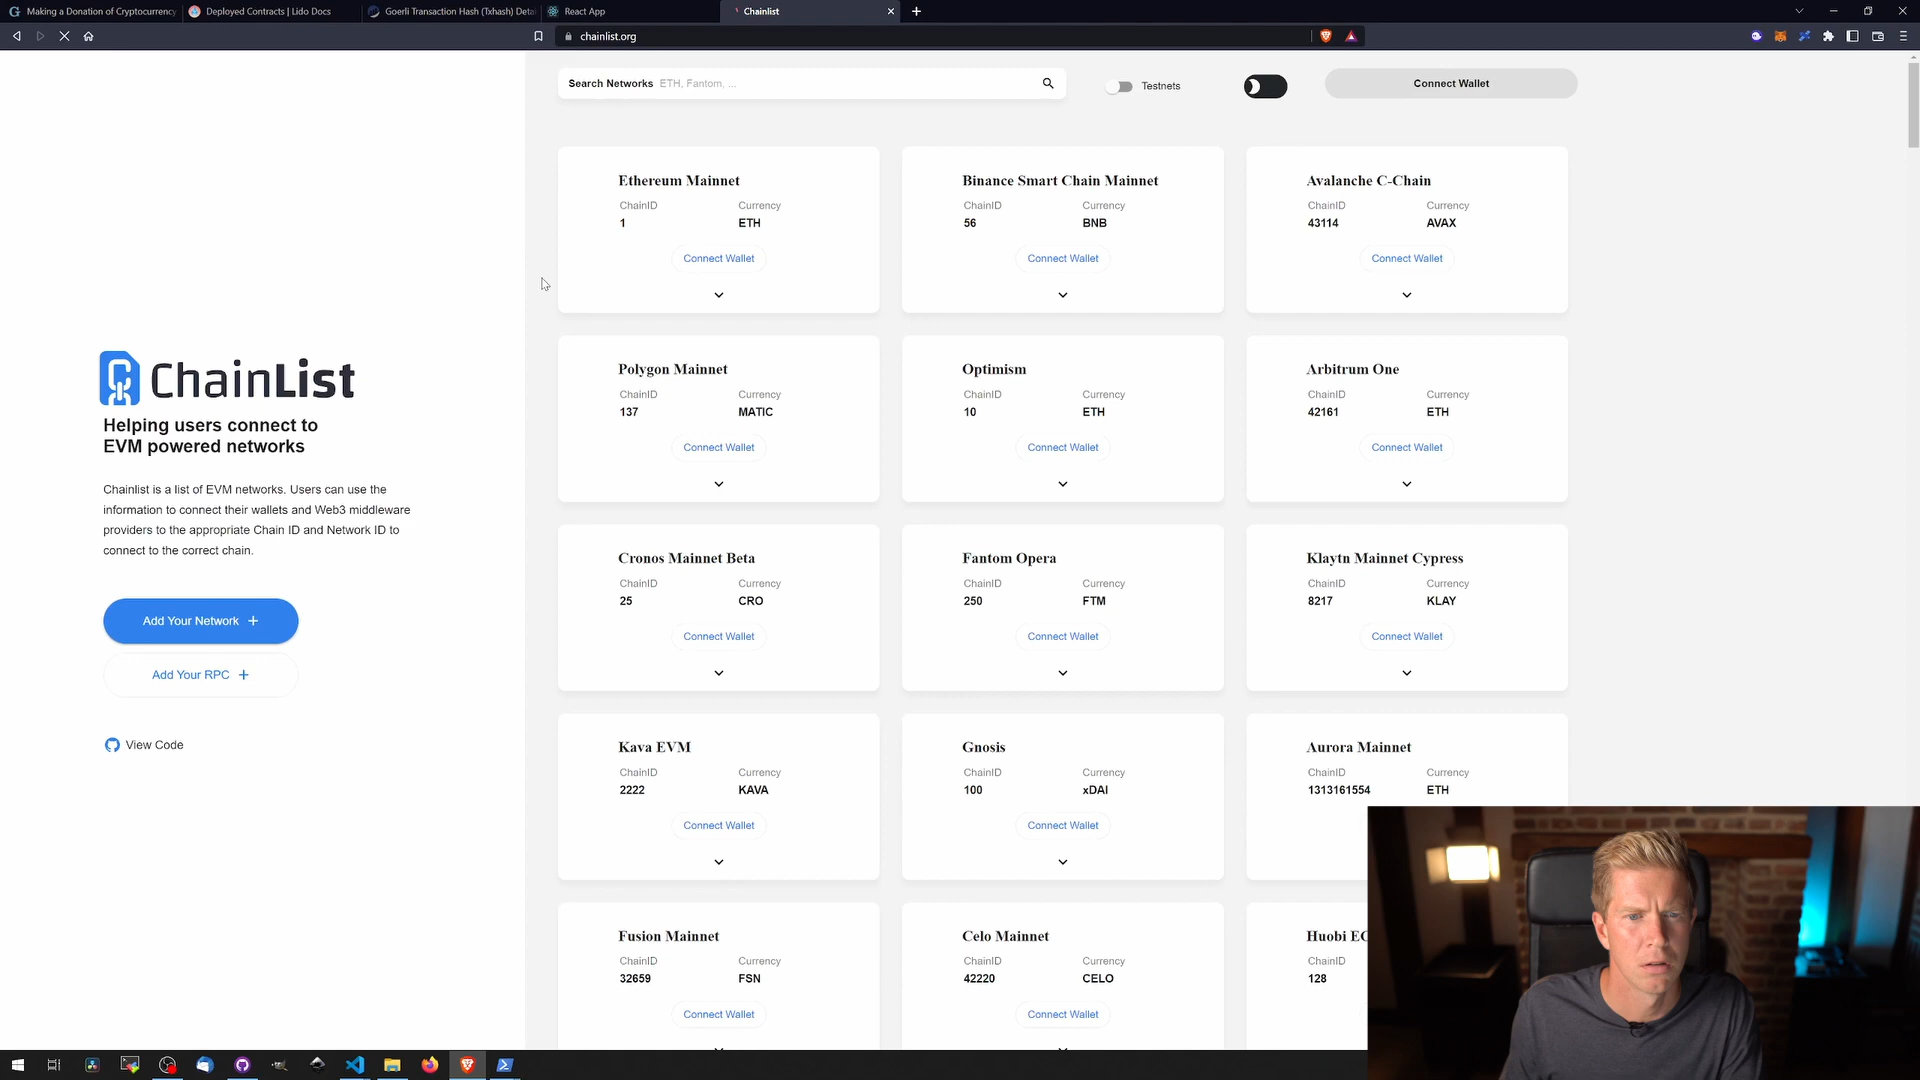 Making a Donation of Cryptocurrency
Deployed Contracts | Lido Docs
Goerli Transaction Hash (Txhash) Detai
React App
Chainlist
chainlist.org
Search Networks ETH, Fantom, ...
Testnets
Connect Wallet
Ethereum Mainnet
ChainID Currency
1 ETH
Connect Wallet
Binance Smart Chain Mainnet
ChainID Currency
56 BNB
Connect Wallet
Avalanche C-Chain
ChainID Currency
43114 AVAX
Connect Wallet
Polygon Mainnet
ChainID Currency
137 MATIC
Connect Wallet
Optimism
ChainID Currency
10 ETH
Connect Wallet
Arbitrum One
ChainID Currency
42161 ETH
Connect Wallet
ChainList
Helping users connect to
EVM powered networks
Chainlist is a list of EVM networks. Users can use the
information to connect their wallets and Web3 middleware
providers to the appropriate Chain ID and Network ID to
connect to the correct chain.
Add Your Network +
Add Your RPC +
View Code
Cronos Mainnet Beta
ChainID Currency
25 CRO
Connect Wallet
Fantom Opera
ChainID Currency
250 FTM
Connect Wallet
Klaytn Mainnet Cypress
ChainID Currency
8217 KLAY
Connect Wallet
Kava EVM
ChainID Currency
2222 KAVA
Connect Wallet
Gnosis
ChainID Currency
100 xDAI
Connect Wallet
Aurora Mainnet
ChainID Currency
1313161554 ETH
Fusion Mainnet
ChainID Currency
32659 FSN
Connect Wallet
Celo Mainnet
ChainID Currency
42220 CELO
Connect Wallet
Huobi EC
ChainID
128